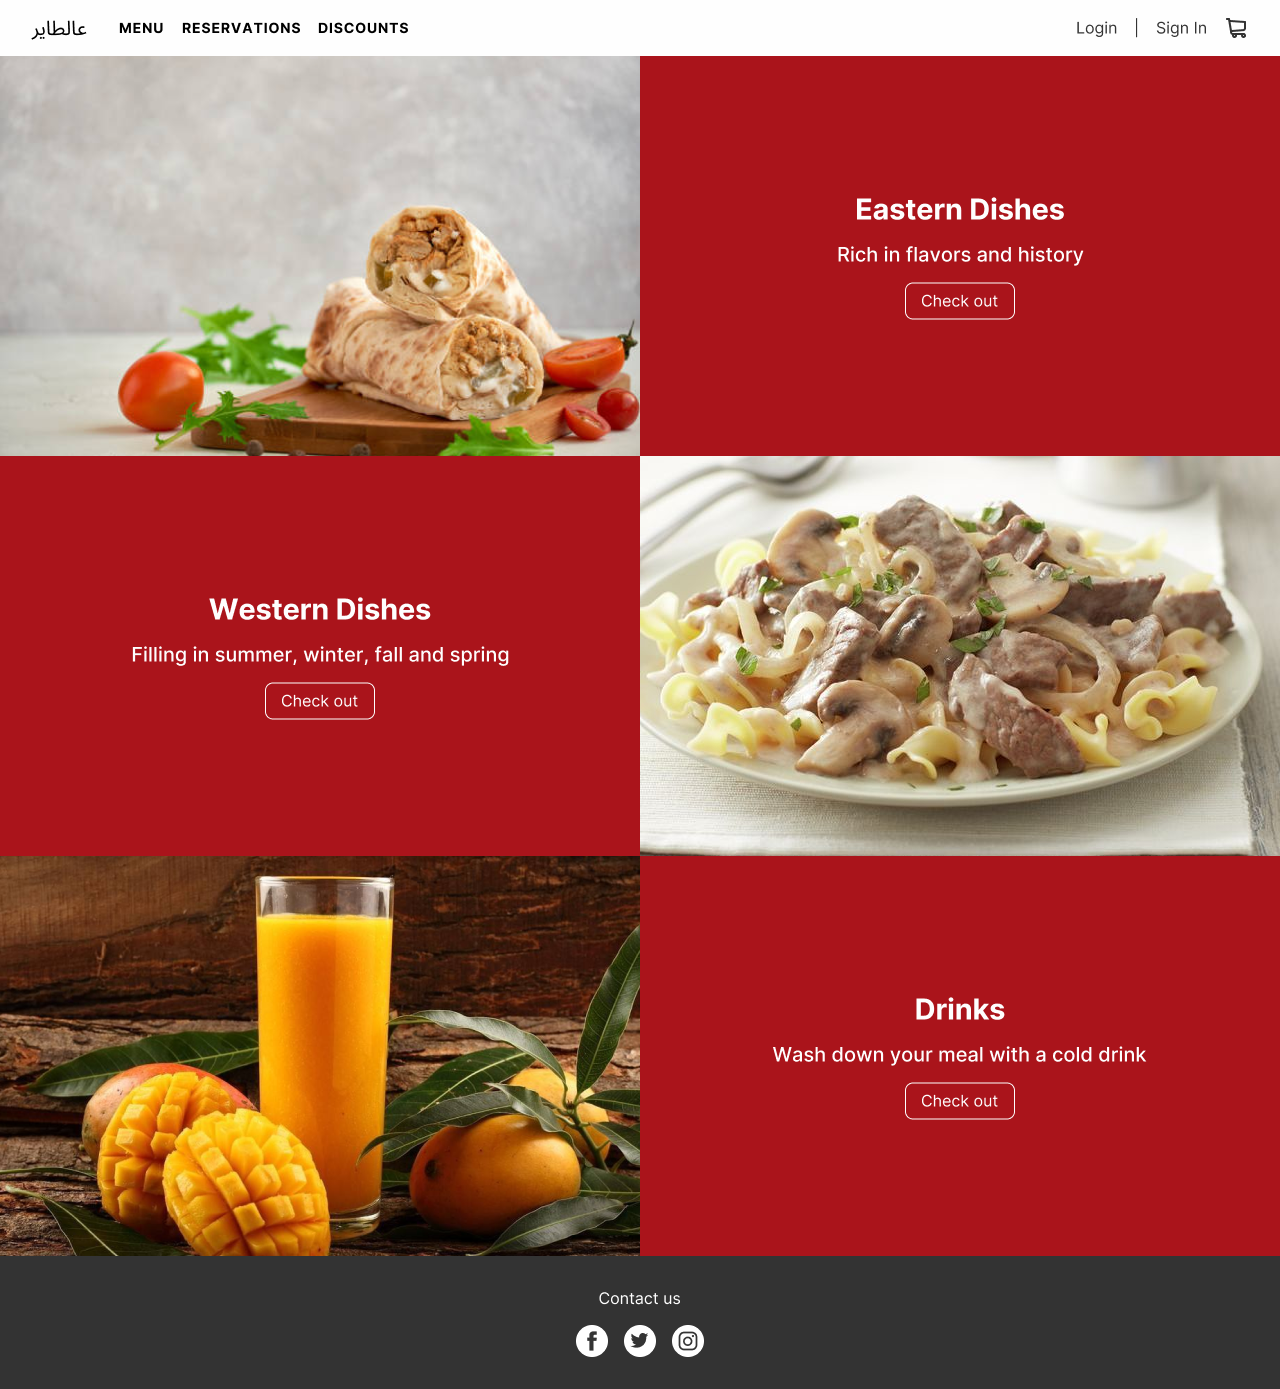 عالطاير
MENU RESERVATIONS DISCOUNTS
Login | Sign In
Eastern Dishes
Rich in flavors and history
Check out
Western Dishes
Filling in summer, winter, fall and spring
Check out
Drinks
Wash down your meal with a cold drink
Check out
Contact us